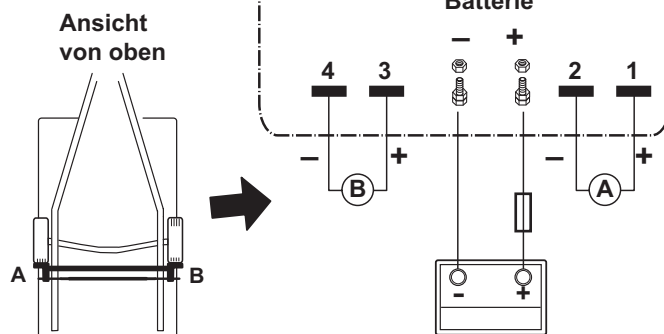 Ansicht
von oben
Batterie
– +
4 3 2 1
– B + – A +
A B
- +